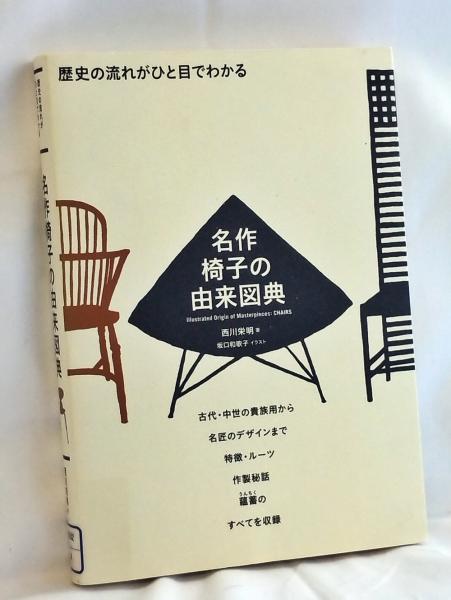 歴史の流れがひと目でわかる
名作
椅子の
由来図典
Illustrated Origin of Masterpieces: CHAIRS
西川栄明 著
坂口和歌子 イラスト
古代・中世の貴族用から
名匠のデザインまで
特徴・ルーツ
作製秘話
うんちく
蘊蓄の
すべてを収録
名作椅子の由来図典